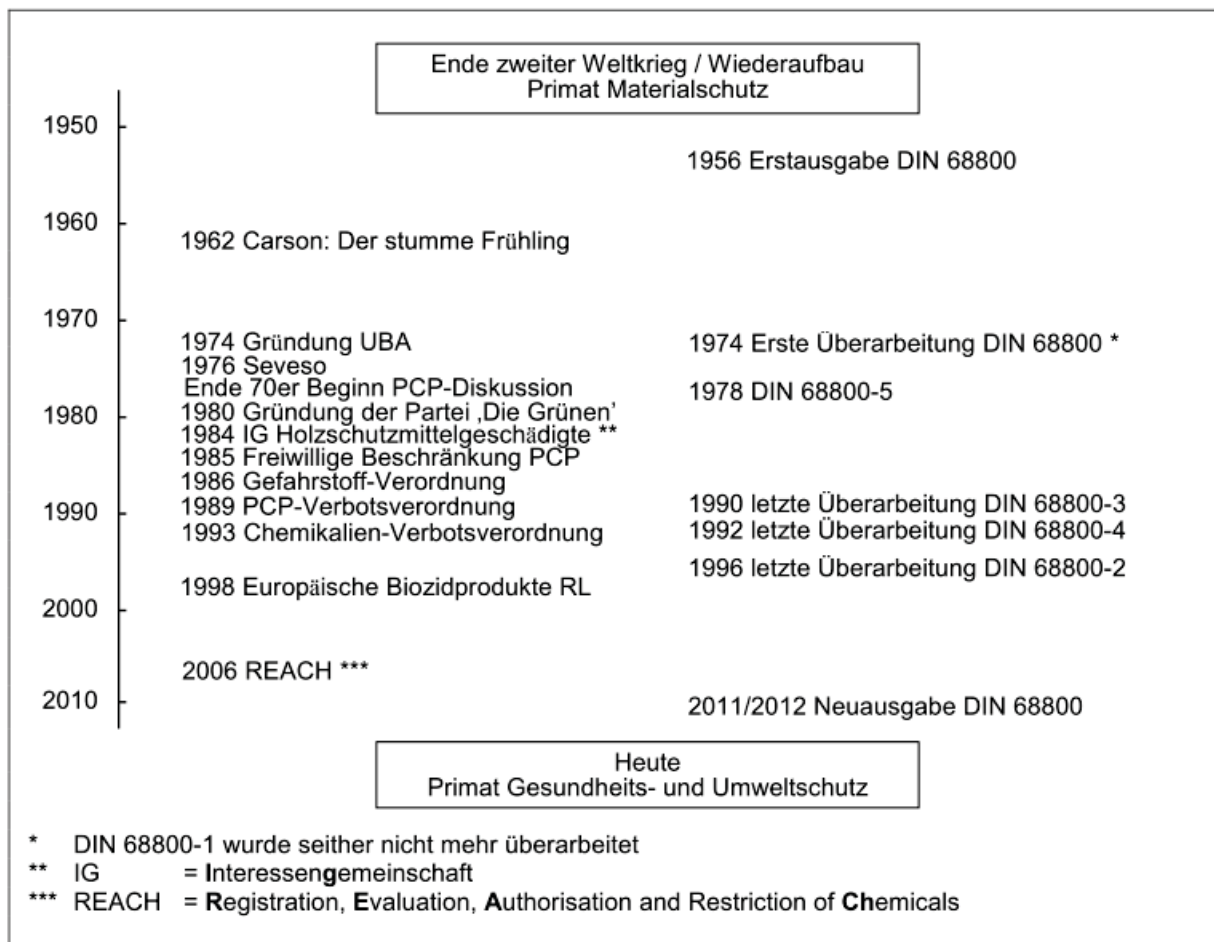 Ende zweiter Weltkrieg / Wiederaufbau
Primat Materialschutz
1950
1956 Erstausgabe DIN 68800
1960
1962 Carson: Der stumme Frühling
1970
1974 Gründung UBA
1974 Erste Überarbeitung DIN 68800 *
1976 Seveso
Ende 70er Beginn PCP-Diskussion
1978 DIN 68800-5
1980
1980 Gründung der Partei ‚Die Grünen’
1984 IG Holzschutzmittelgeschädigte **
1985 Freiwillige Beschränkung PCP
1986 Gefahrstoff-Verordnung
1989 PCP-Verbotsverordnung
1990 letzte Überarbeitung DIN 68800-3
1990
1993 Chemikalien-Verbotsverordnung
1992 letzte Überarbeitung DIN 68800-4
1996 letzte Überarbeitung DIN 68800-2
1998 Europäische Biozidprodukte RL
2000
2006 REACH ***
2010
2011/2012 Neuausgabe DIN 68800
Heute
Primat Gesundheits- und Umweltschutz
* DIN 68800-1 wurde seither nicht mehr überarbeitet
** IG = Interessengemeinschaft
*** REACH = Registration, Evaluation, Authorisation and Restriction of Chemicals